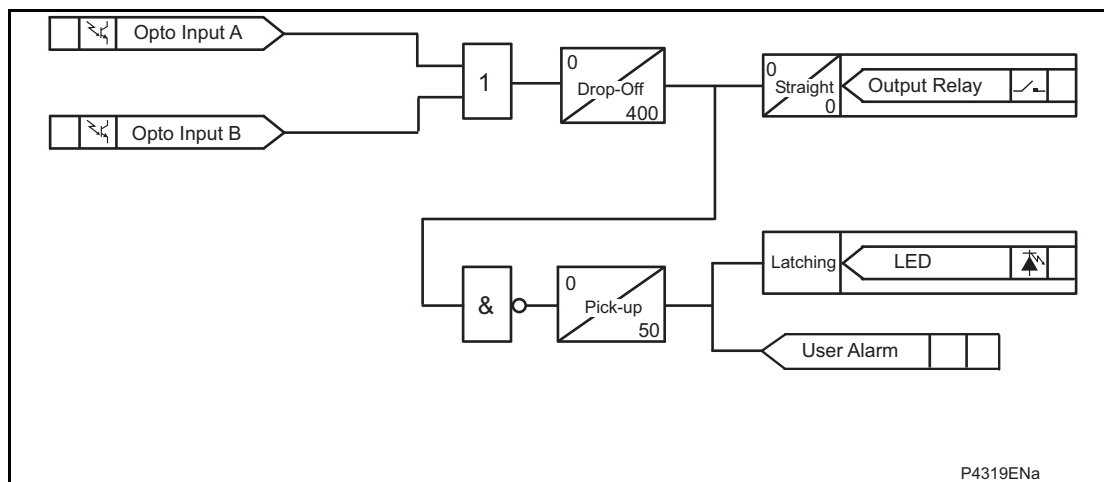 Opto Input A
1
0
Drop-Off
400
0
Straight
0
Output Relay
Opto Input B
&
0
Pick-up
50
Latching
LED
User Alarm
P4319ENa